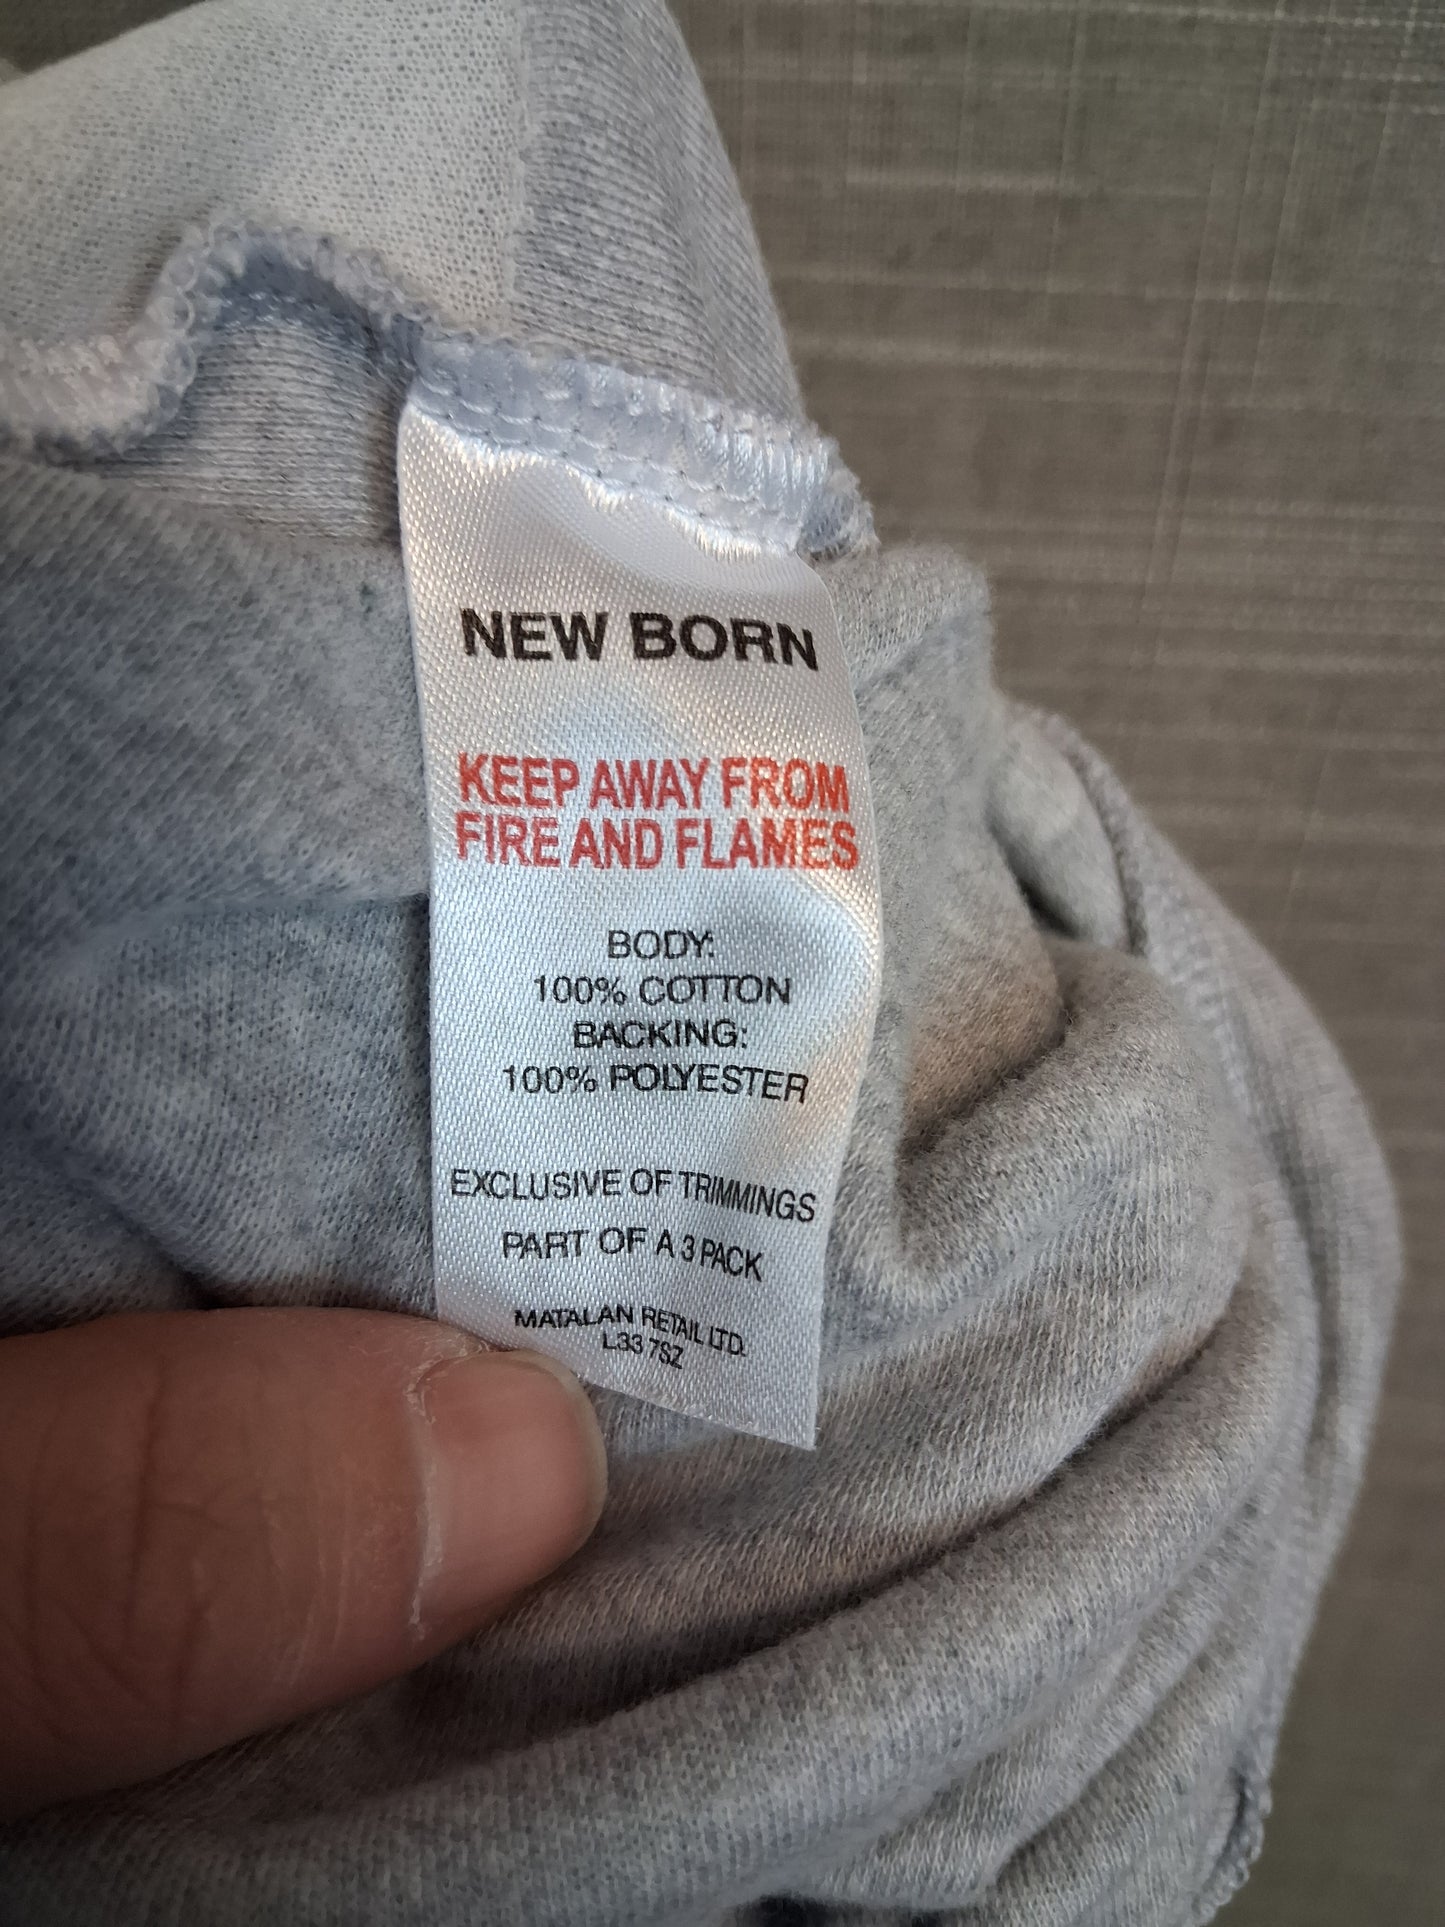 NEW BORN
KEEP AWAY FROM
FIRE AND FLAMES
BODY:
100% COTTON
BACKING:
100% POLYESTER
EXCLUSIVE OF TRIMMINGS
PART OF A 3 PACK
MATALAN RETAIL LTD.
L33 7SZ